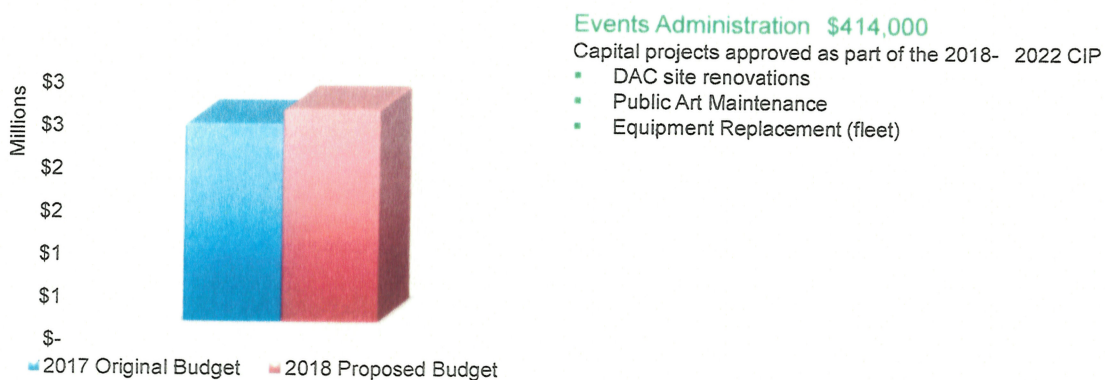 Events Administration $414,000
Capital projects approved as part of the 2018- 2022 CIP
▪ DAC site renovations
▪ Public Art Maintenance
▪ Equipment Replacement (fleet)
Millions
$3
$3
$2
$2
$1
$1
$-
2017 Original Budget 2018 Proposed Budget